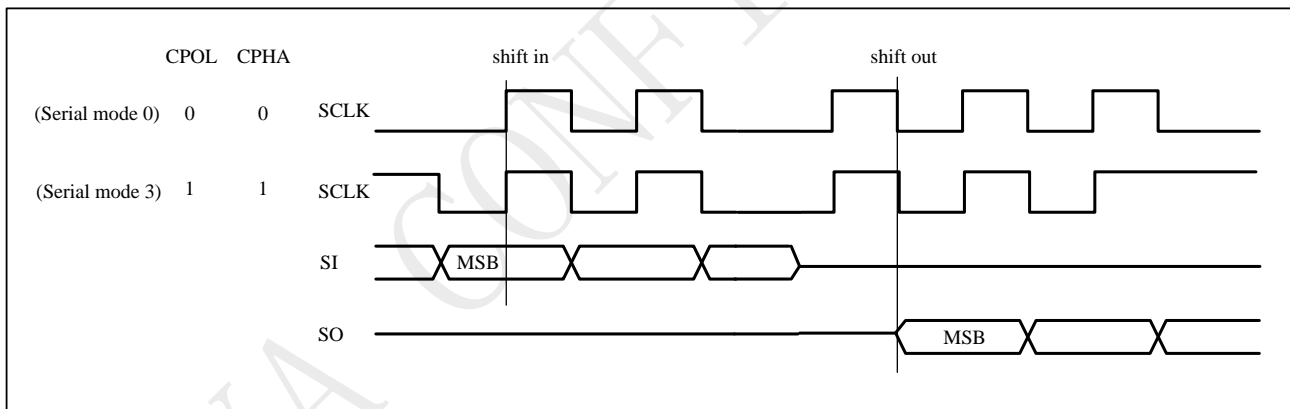 CPOL CPHA shift in shift out
(Serial mode 0) 0 0 SCLK
(Serial mode 3) 1 1 SCLK
SI MSB
SO MSB